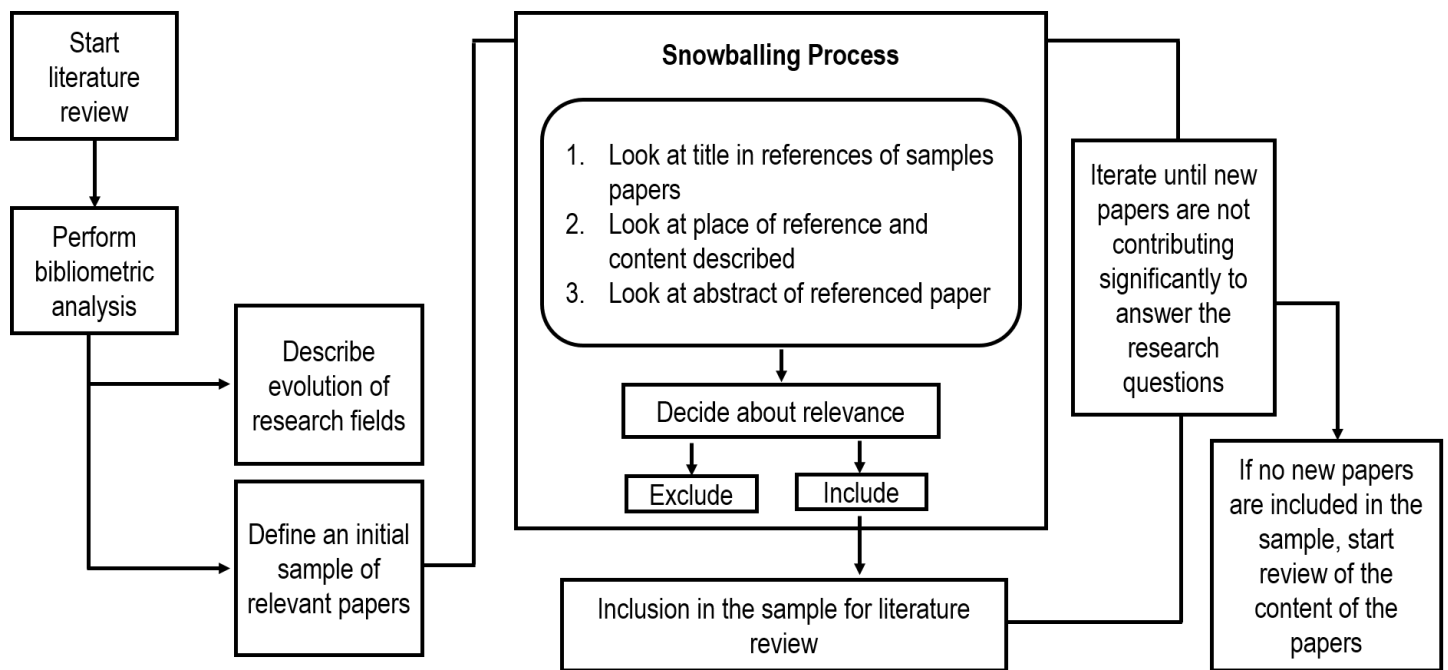 Start
literature
review
Perform
bibliometric
analysis
Describe
evolution of
research fields
Define an initial
sample of
relevant papers
Snowballing Process
1. Look at title in references of samples
papers
2. Look at place of reference and
content described
3. Look at abstract of referenced paper
Decide about relevance
Exclude
Include
Inclusion in the sample for literature
review
Iterate until new
papers are not
contributing
significantly to
answer the
research
questions
If no new papers
are included in the
sample, start
review of the
content of the
papers